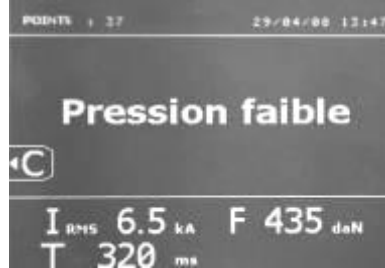 POINTS : 37 29/04/08 13:47
Pression faible
C
I RMS 6.5 kA F 435 daN
T 320 ms